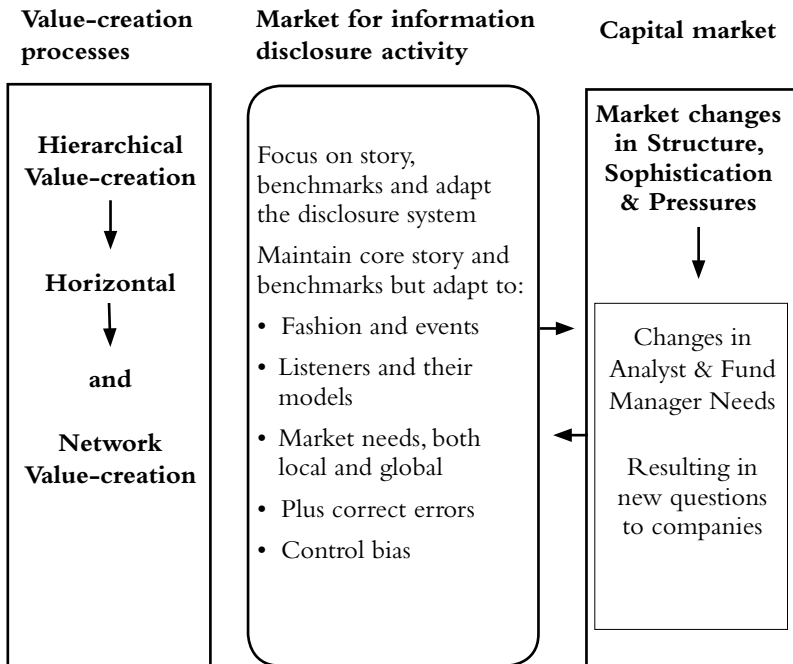 Value-creation
processes
Hierarchical
Value-creation
Horizontal
and
Network
Value-creation
Market for information
disclosure activity
Focus on story,
benchmarks and adapt
the disclosure system
Maintain core story and
benchmarks but adapt to:
• Fashion and events
• Listeners and their
models
• Market needs, both
local and global
• Plus correct errors
• Control bias
Capital market
Market changes
in Structure,
Sophistication
& Pressures
Changes in
Analyst & Fund
Manager Needs
Resulting in
new questions
to companies